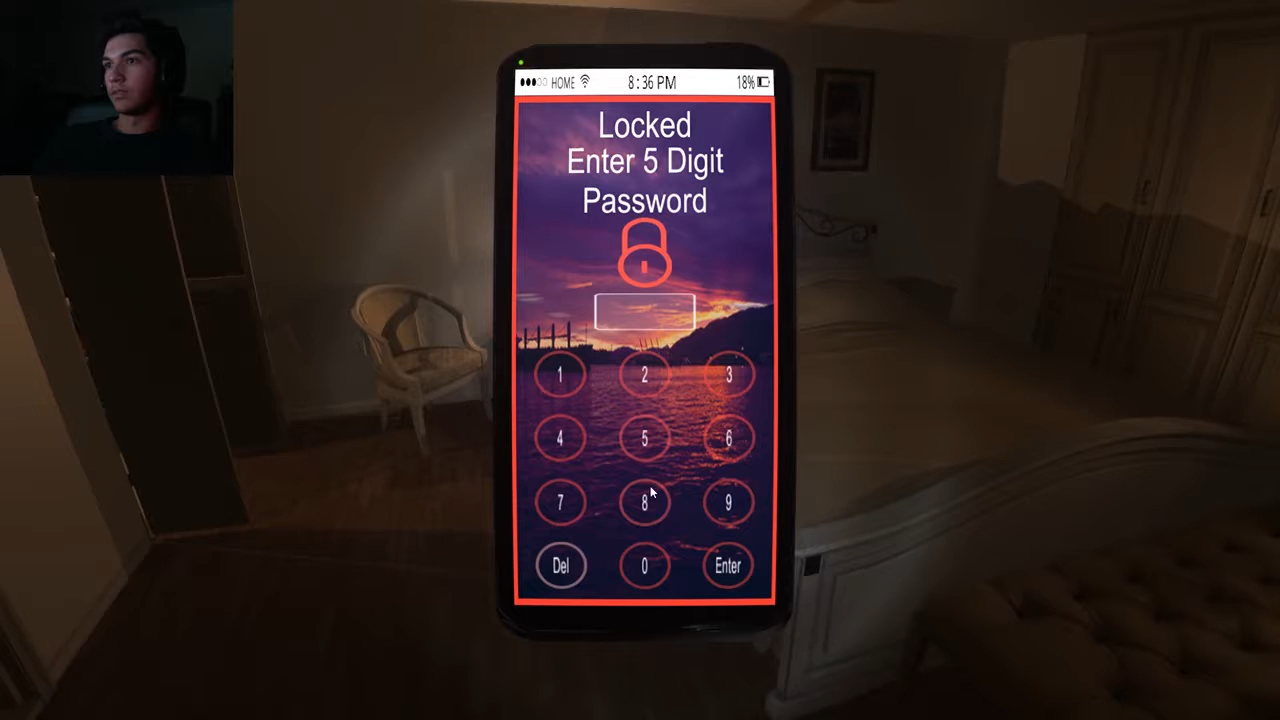 HOME 8:36 PM 18%
Locked
Enter 5 Digit
Password
1 2 3
4 5 6
7 8 9
Del 0 Enter